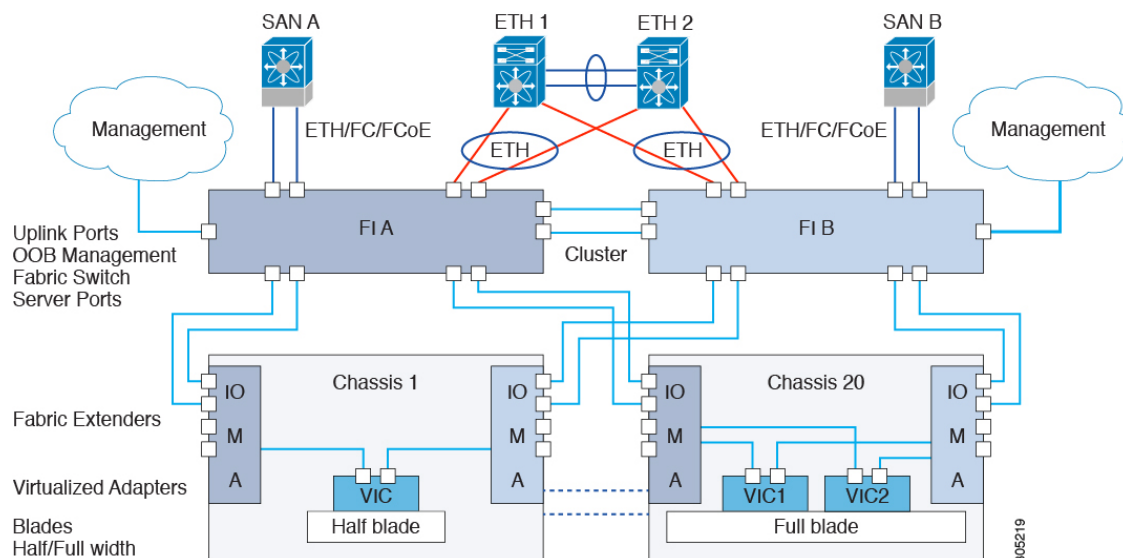 SAN A
ETH 1
ETH 2
SAN B
Management
ETH/FC/FCoE
ETH
ETH
ETH/FC/FCoE
Management
FI A
FI B
Cluster
Uplink Ports
OOB Management
Fabric Switch
Server Ports
Chassis 1
Chassis 20
IO
M
A
IO
M
A
IO
M
A
IO
M
A
Fabric Extenders
Virtualized Adapters
VIC
VIC1
VIC2
Blades
Half/Full width
Half blade
Full blade